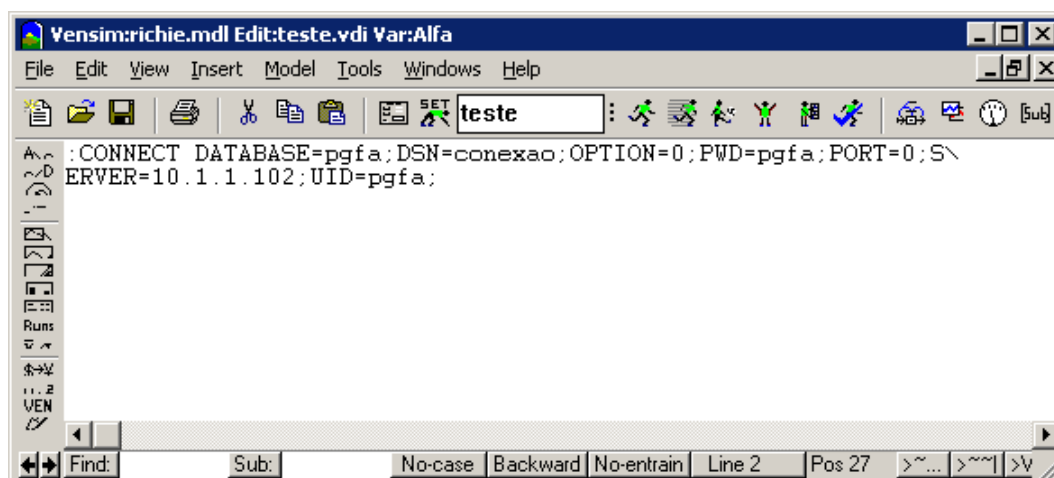 Vensim:richie.mdl Edit:teste.vdi Var:Alfa
File Edit View Insert Model Tools Windows Help
SET teste Sub
:CONNECT DATABASE=pgfa;DSN=conexao;OPTION=0;PWD=pgfa;PORT=0;S\
ERVER=10.1.1.102;UID=pgfa;
Runs
VEN
Find: Sub: No-case Backward No-entrain Line 2 Pos 27 >~... >~~| >V